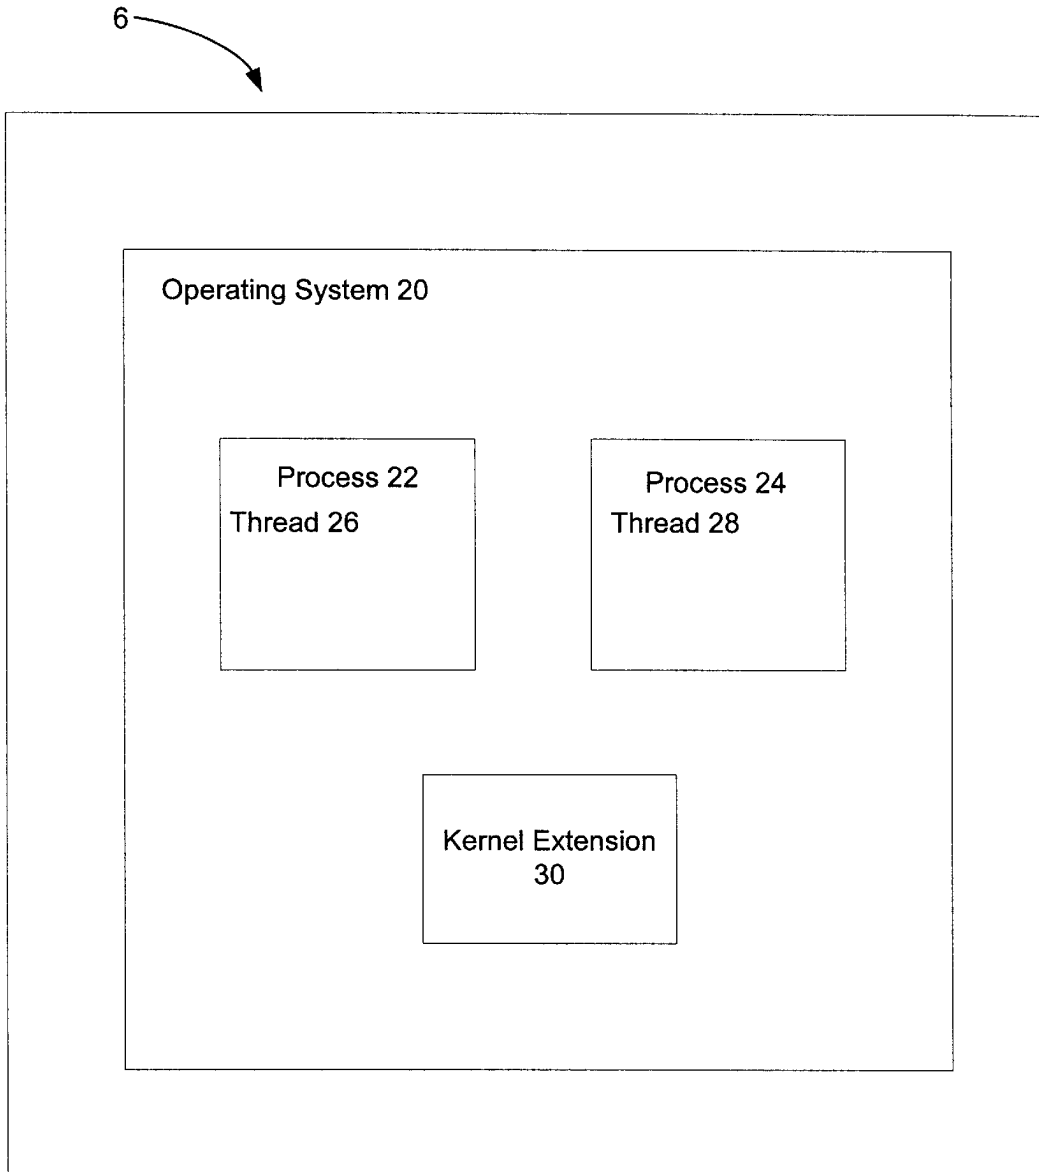 6
Operating System 20
Process 22
Thread 26
Process 24
Thread 28
Kernel Extension
30